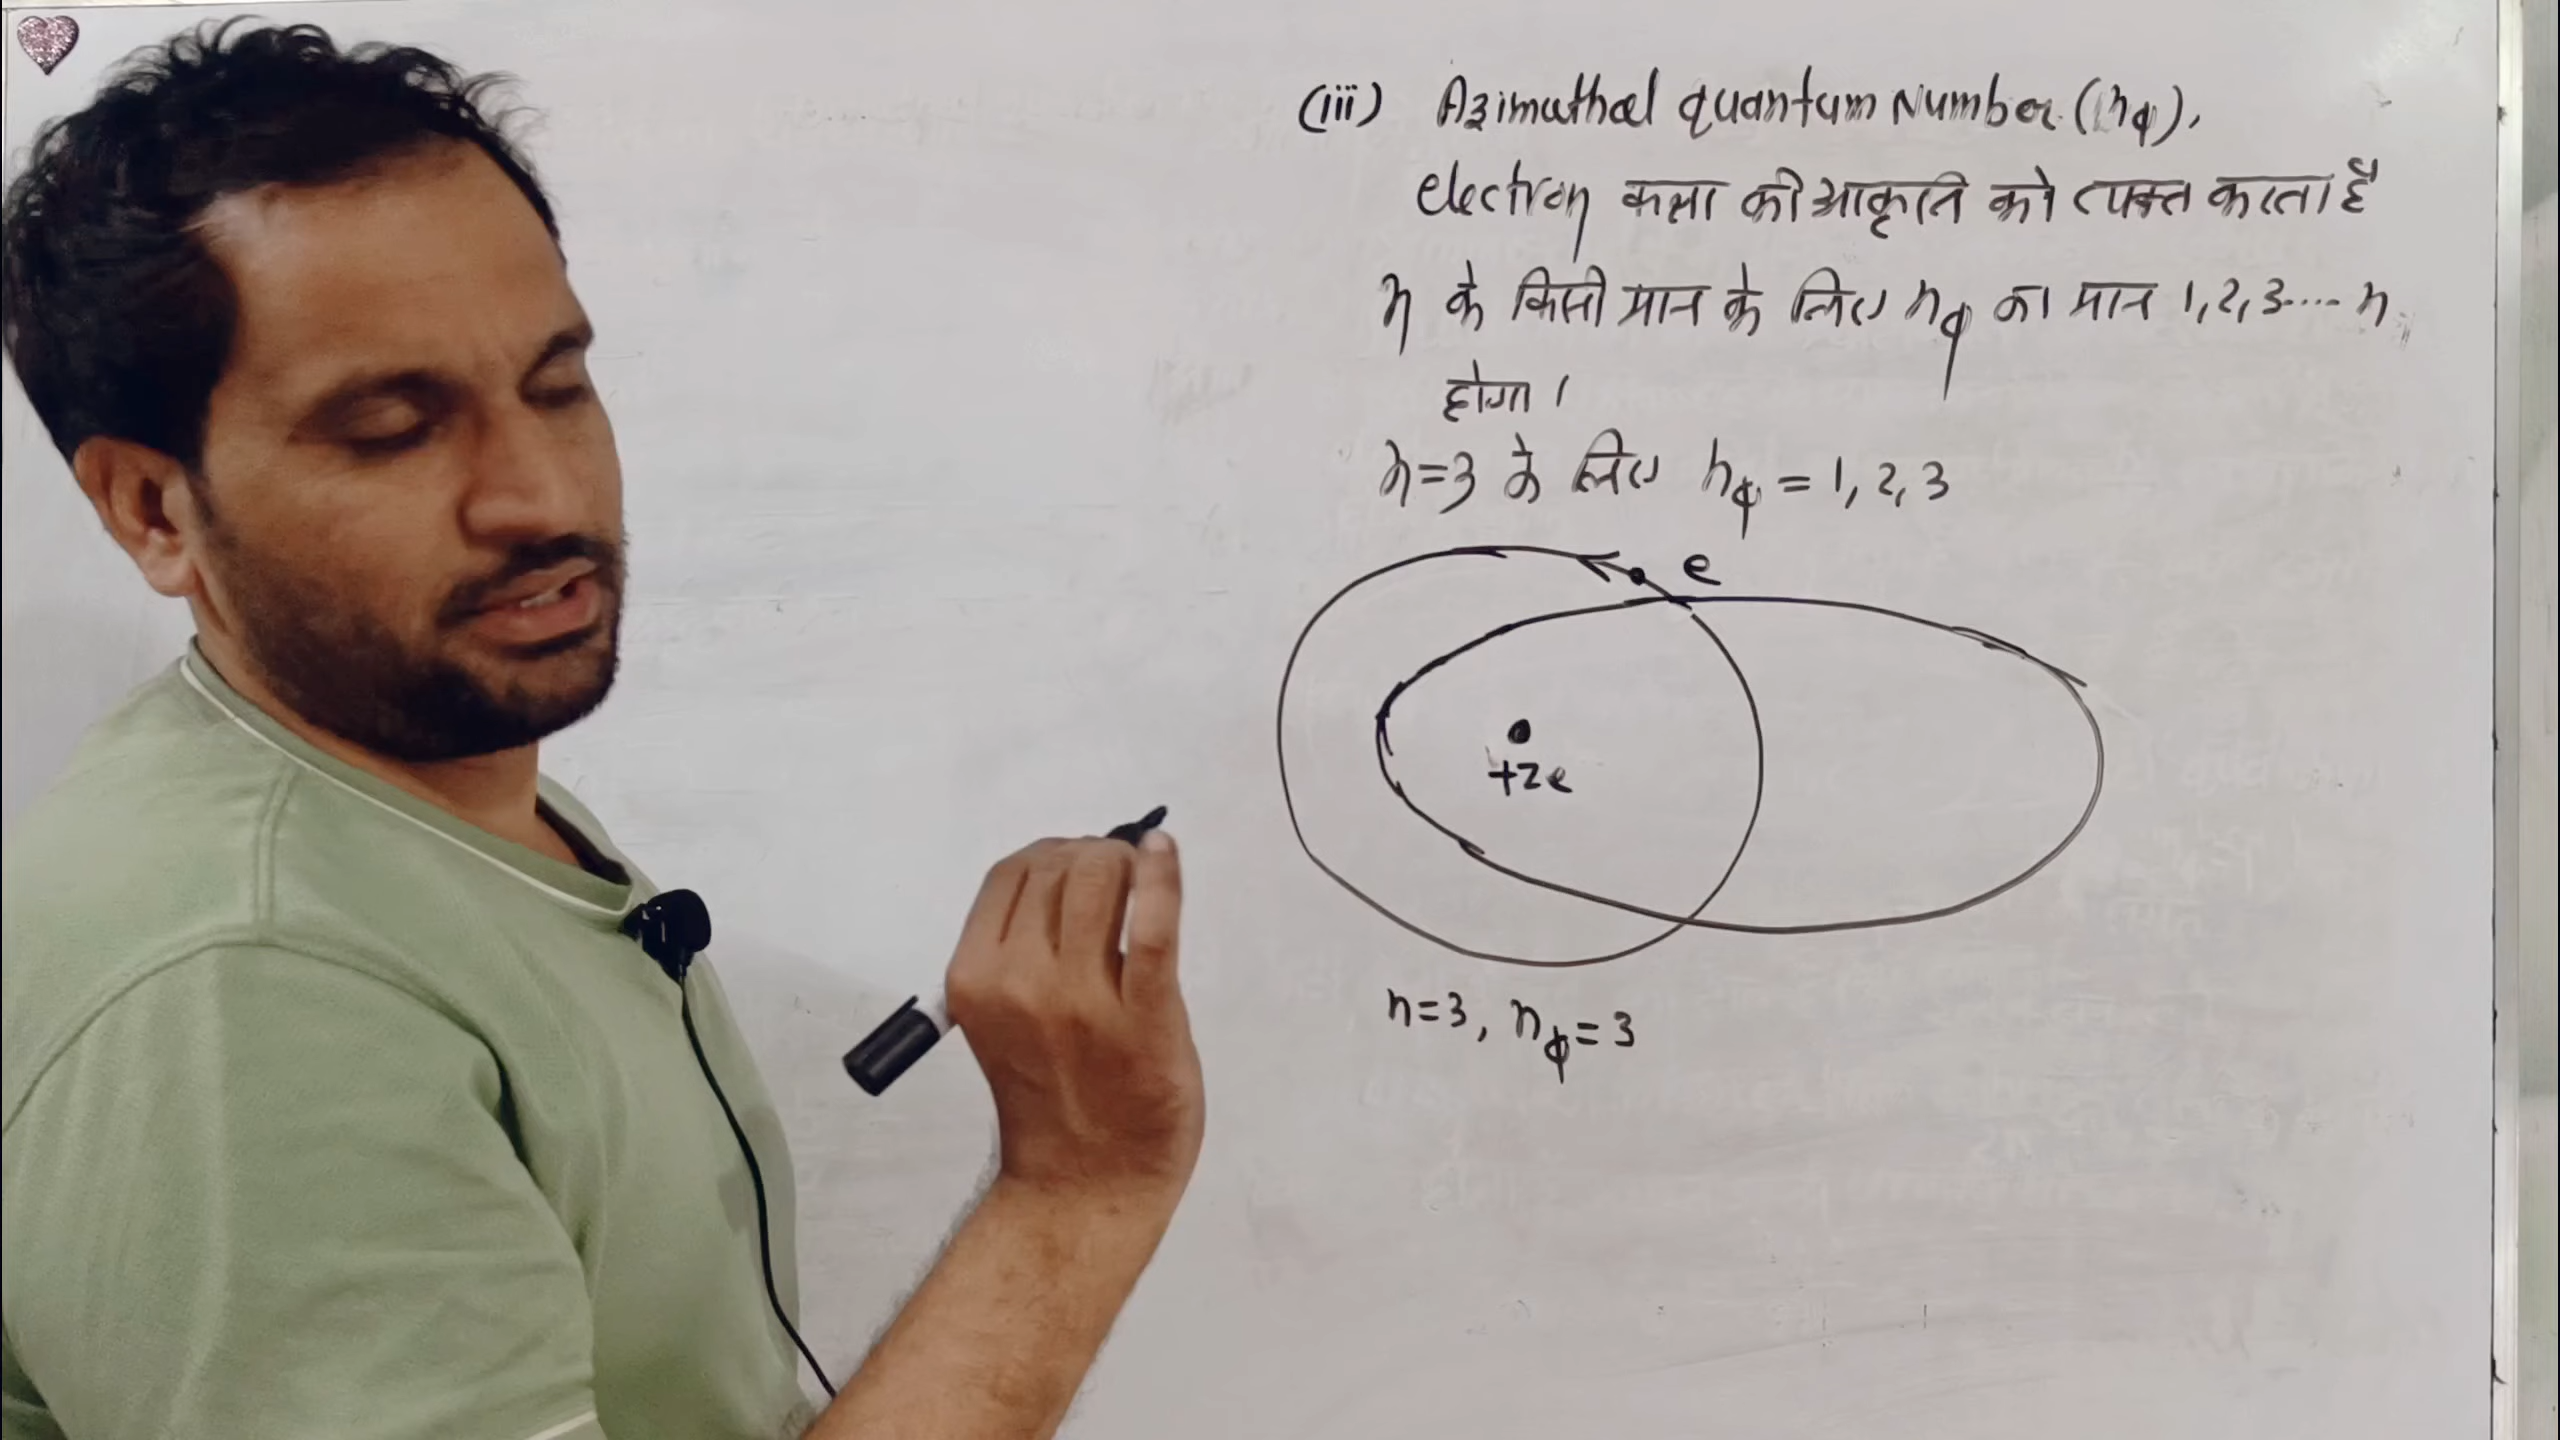 (iii) Azimuthal quantum Number (nϕ),
electron कक्षा की आकृति को व्यक्त करता है
n के किसी मान के लिए nϕ का मान 1, 2, 3.... n
होगा ।
n=3 के लिए nϕ = 1, 2, 3
e
+ze
n=3, nϕ=3